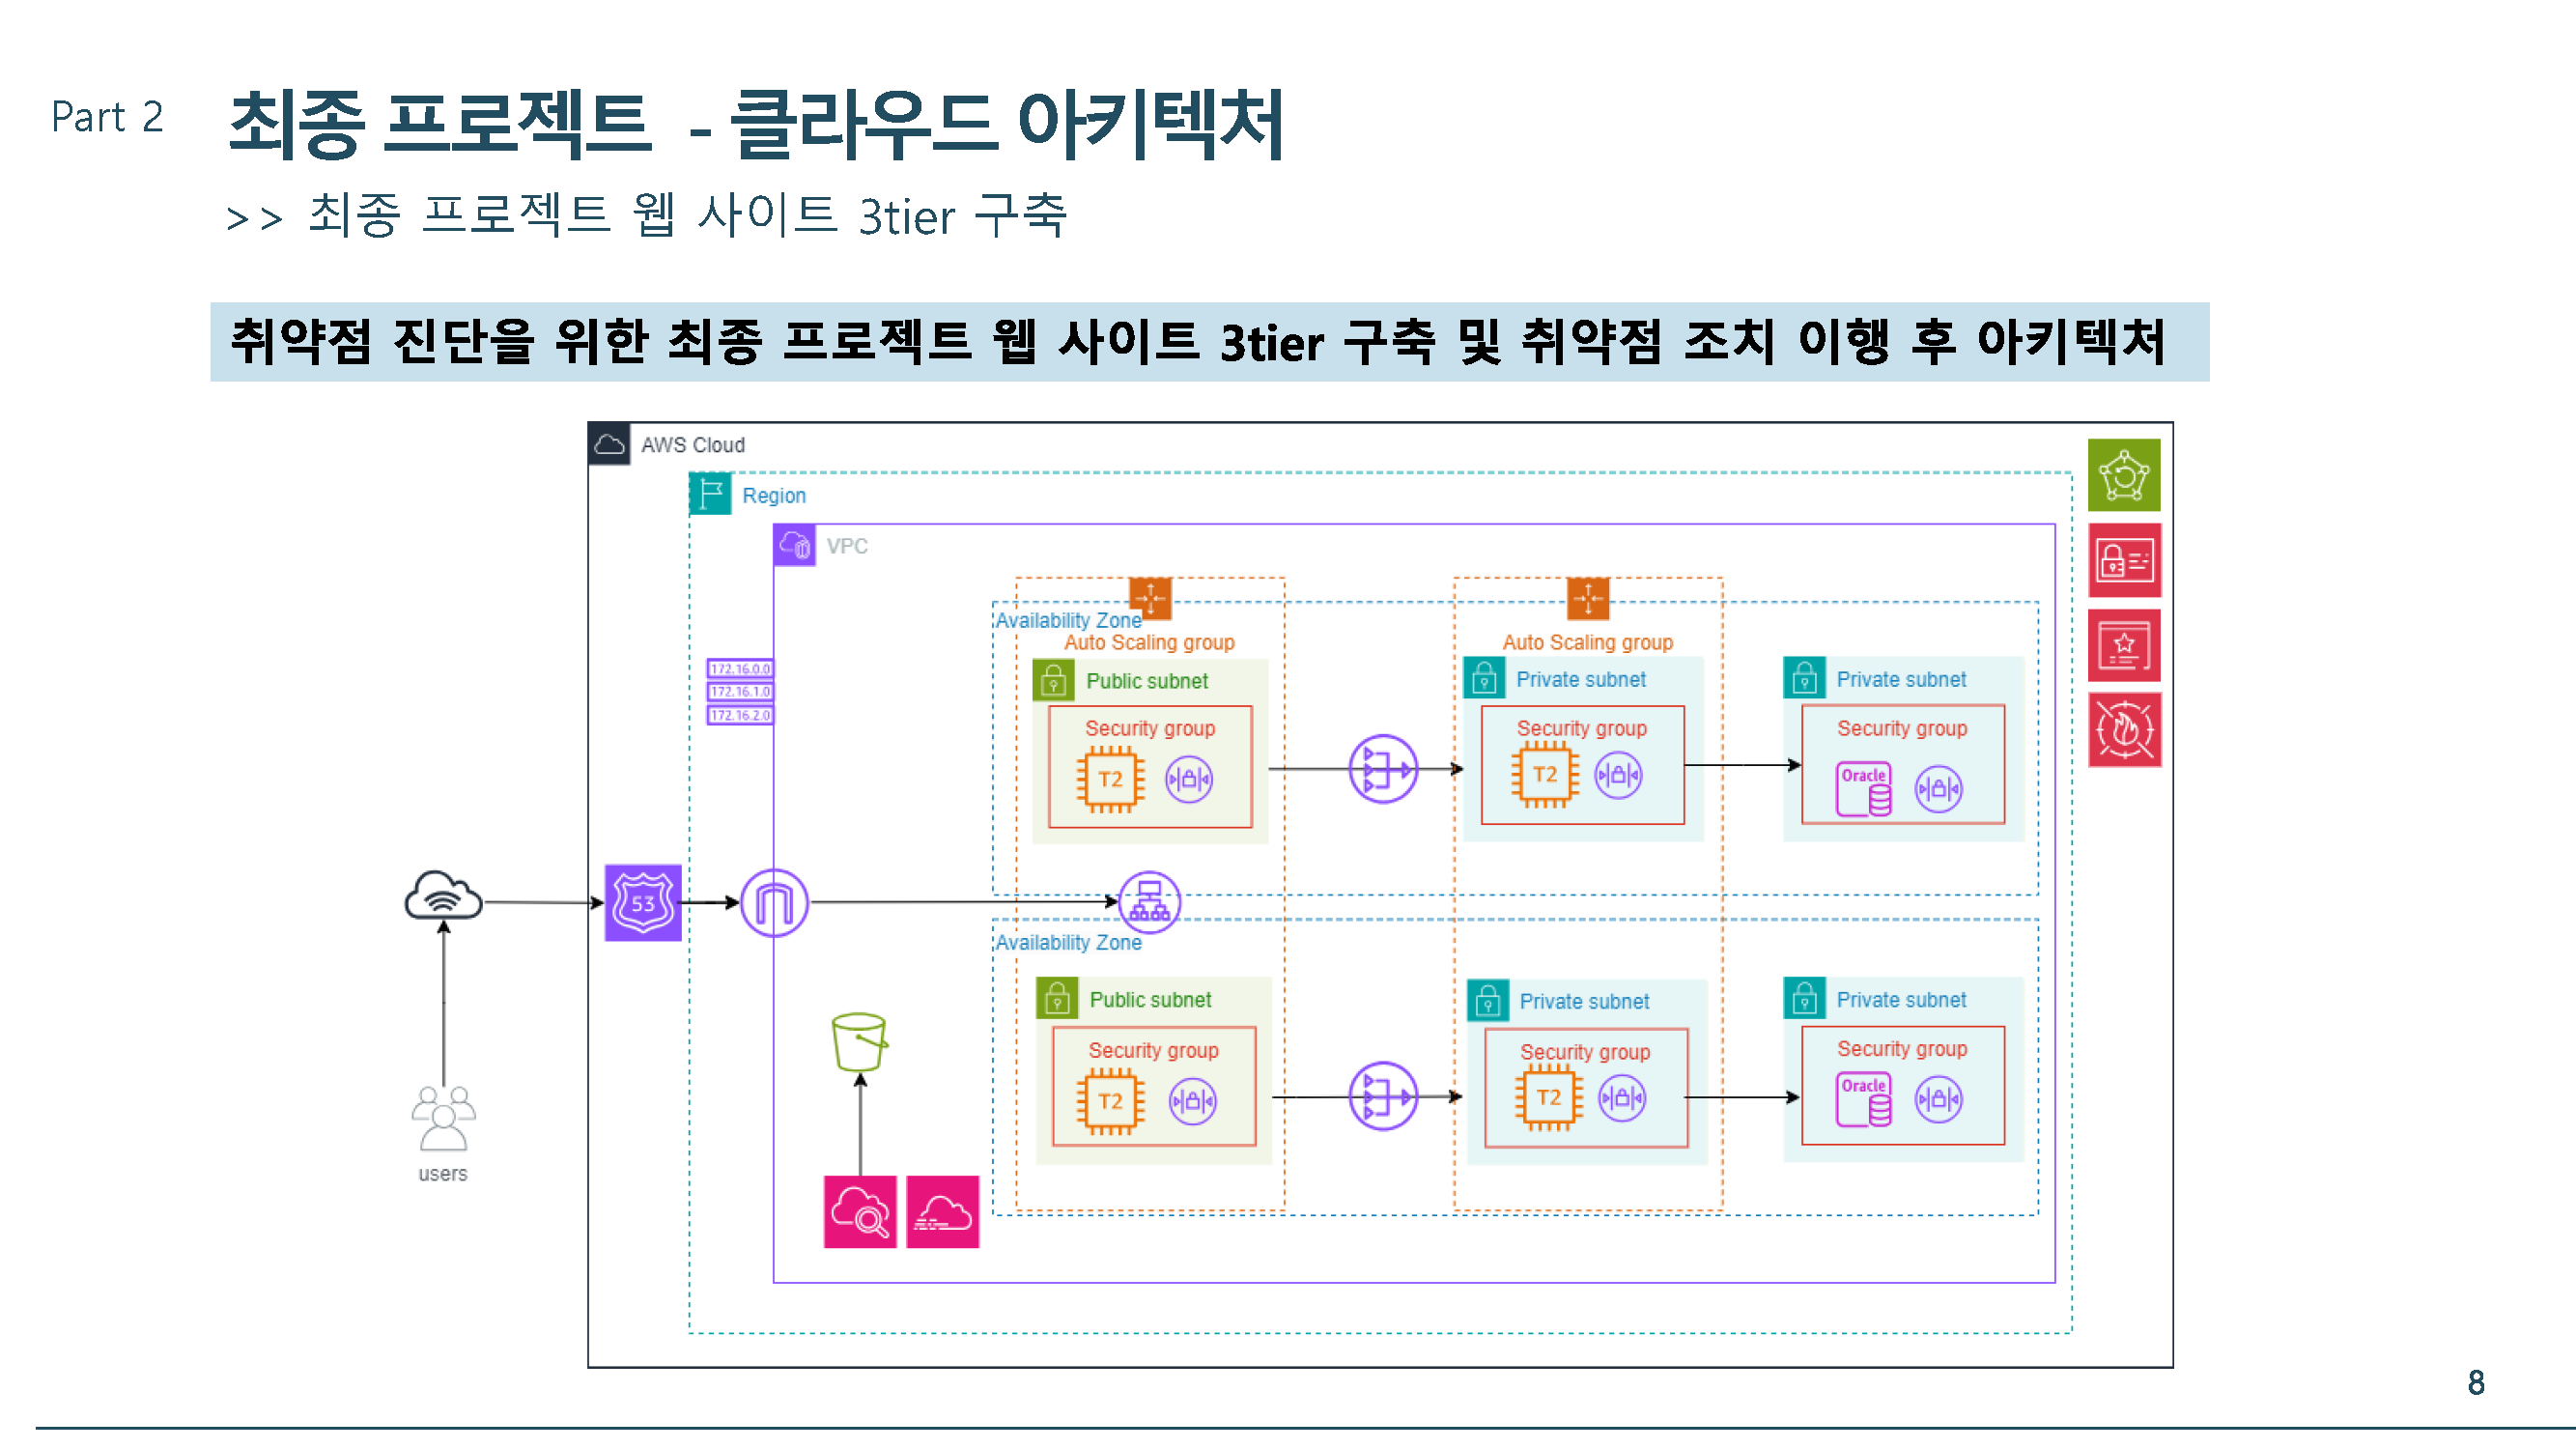 Part 2
최종 프로젝트 - 클라우드 아키텍처
>> 최종 프로젝트 웹 사이트 3tier 구축
취약점 진단을 위한 최종 프로젝트 웹 사이트 3tier 구축 및 취약점 조치 이행 후 아키텍처
AWS Cloud
Region
VPC
Availability Zone
Auto Scaling group
Auto Scaling group
172.16.0.0
172.16.1.0
172.16.2.0
Public subnet
Private subnet
Private subnet
Security group
Security group
Security group
T2
T2
Oracle
53
Availability Zone
Public subnet
Private subnet
Private subnet
Security group
Security group
Security group
T2
T2
Oracle
users
8